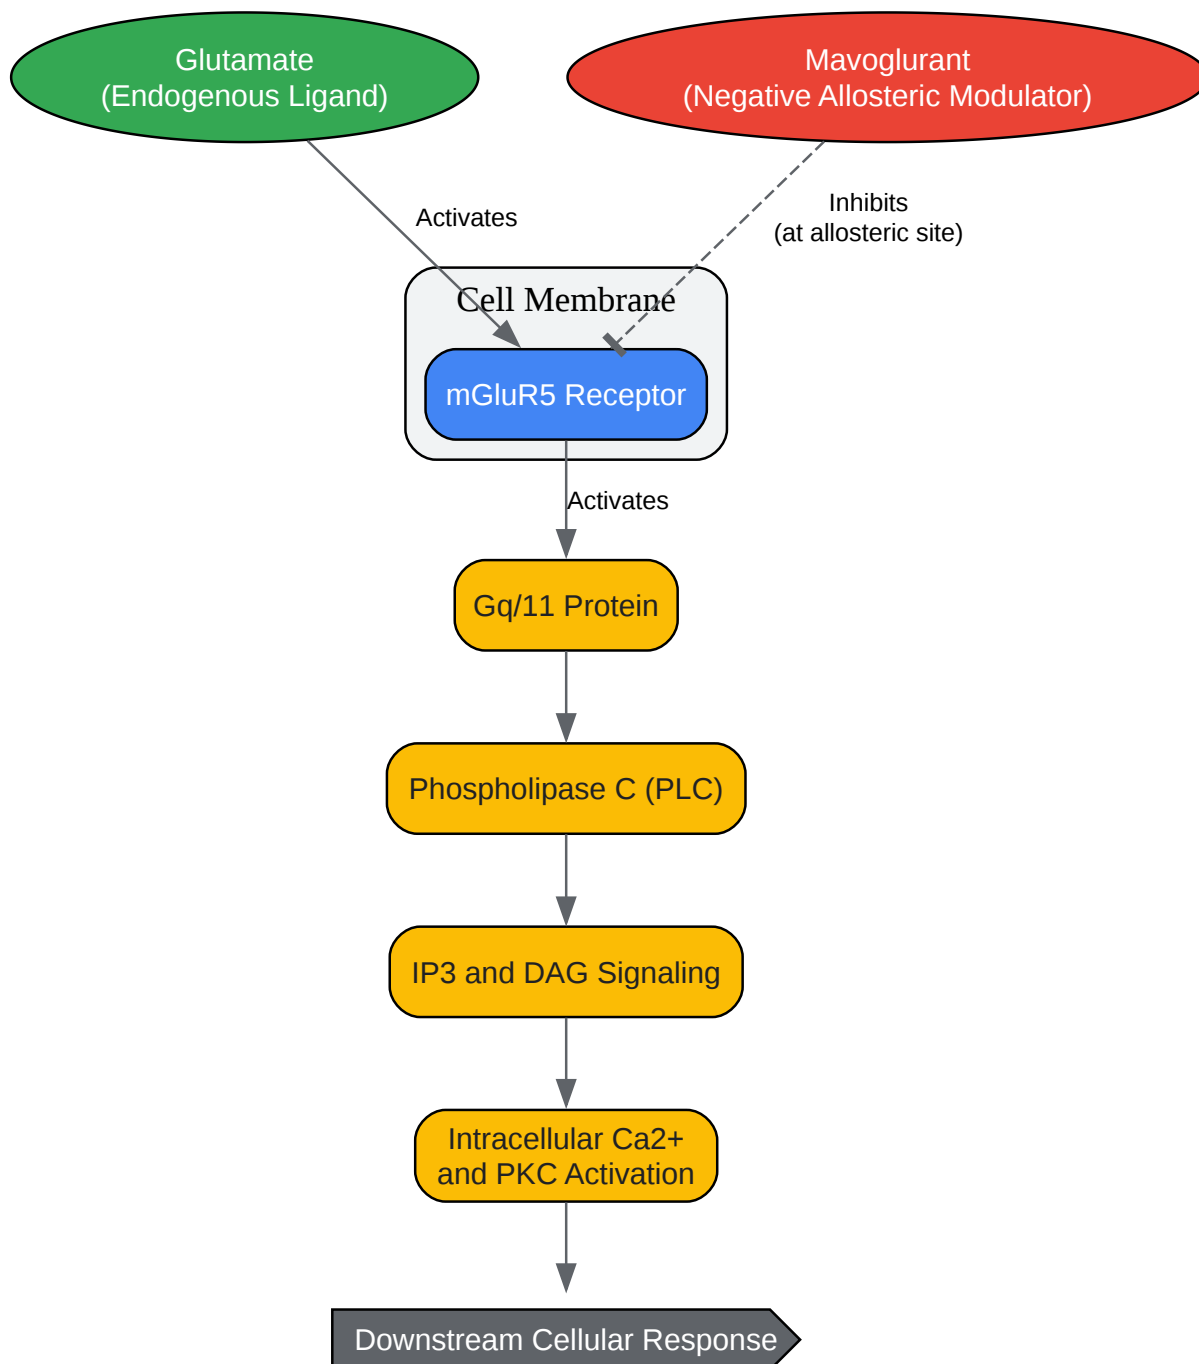 Glutamate
(Endogenous Ligand)
Mavoglurant
(Negative Allosteric Modulator)
Activates
Inhibits
(at allosteric site)
Cell Membrane
mGluR5 Receptor
Activates
Gq/11 Protein
Phospholipase C (PLC)
IP3 and DAG Signaling
Intracellular Ca2+
and PKC Activation
Downstream Cellular Response